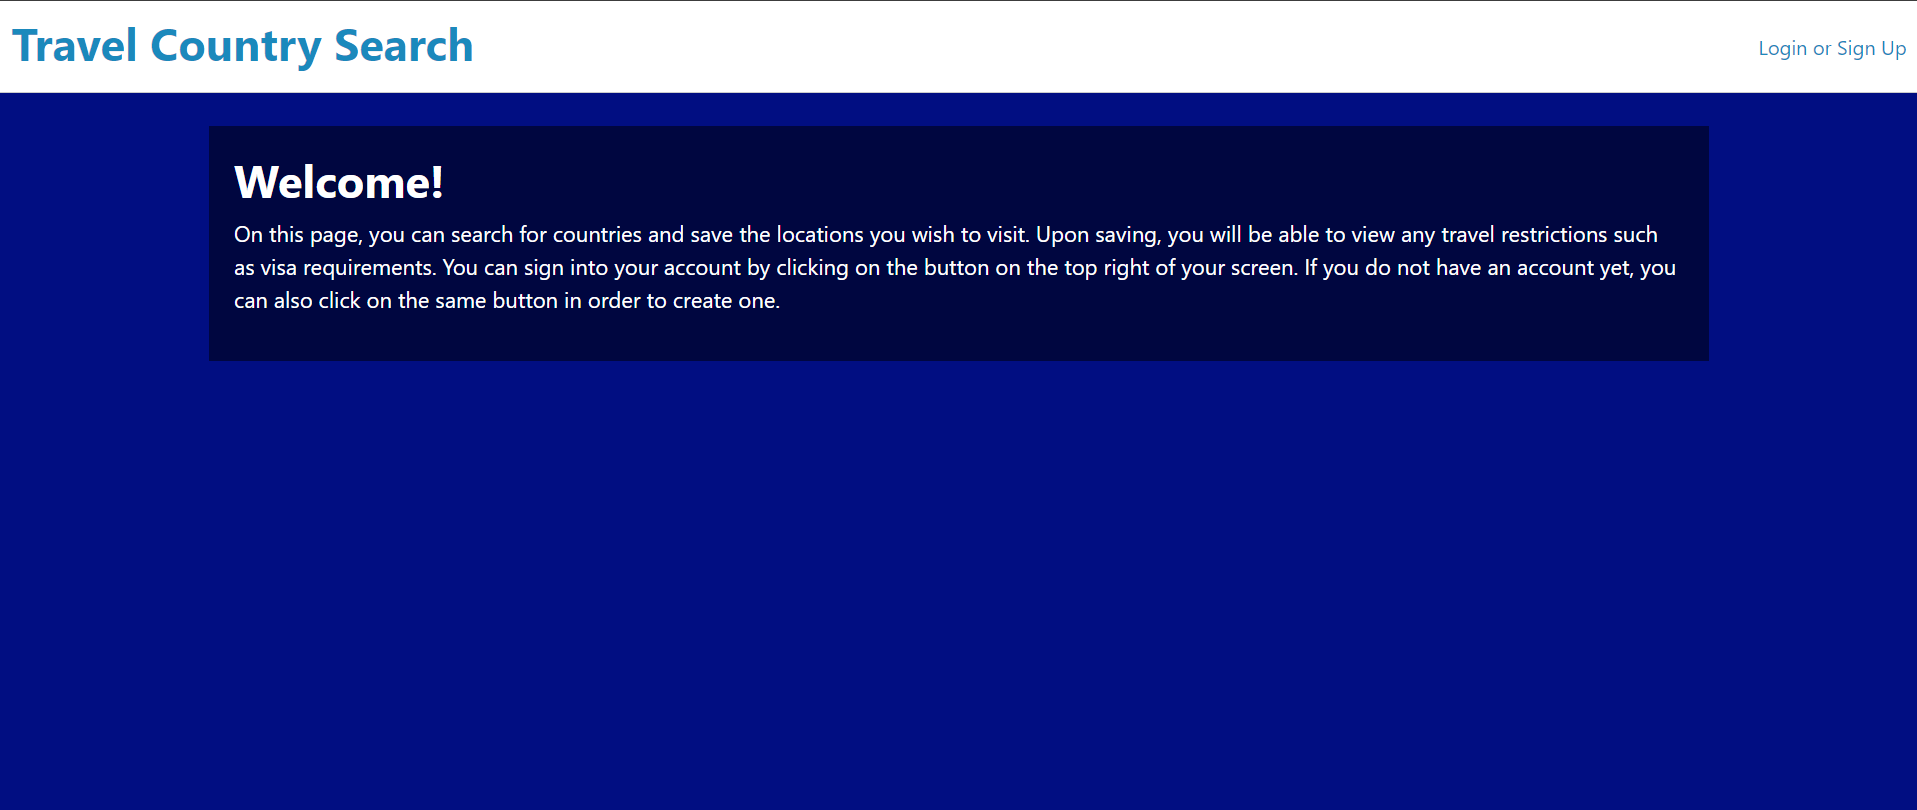 Travel Country Search
Login or Sign Up
Welcome!
On this page, you can search for countries and save the locations you wish to visit. Upon saving, you will be able to view any travel restrictions such
as visa requirements. You can sign into your account by clicking on the button on the top right of your screen. If you do not have an account yet, you
can also click on the same button in order to create one.